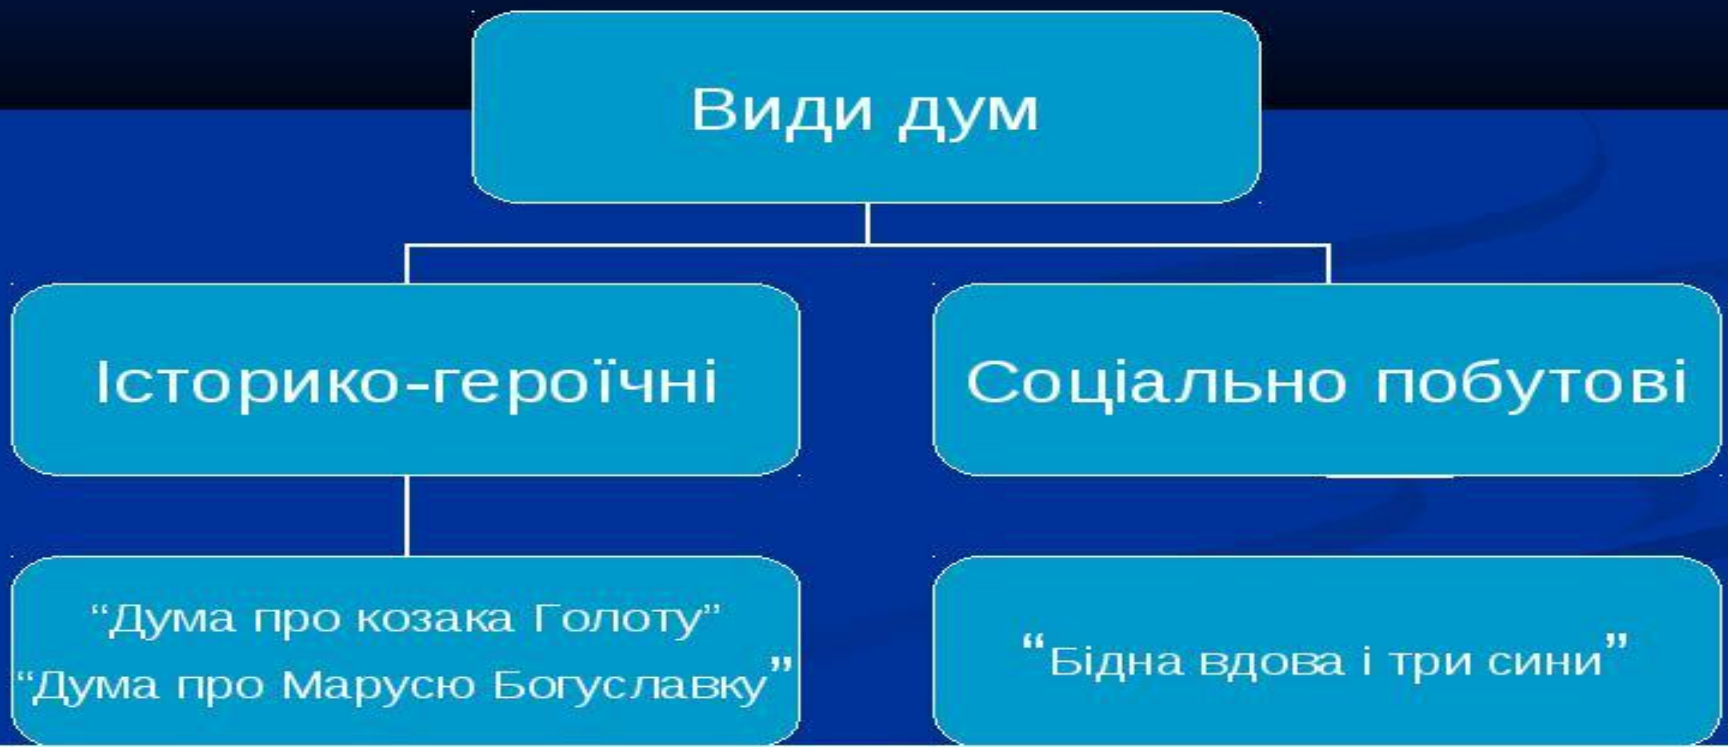 Види дум
Історико-героїчні
Соціально побутові
“Дума про козака Голоту”
“Дума про Марусю Богуславку”
“Бідна вдова і три сини”